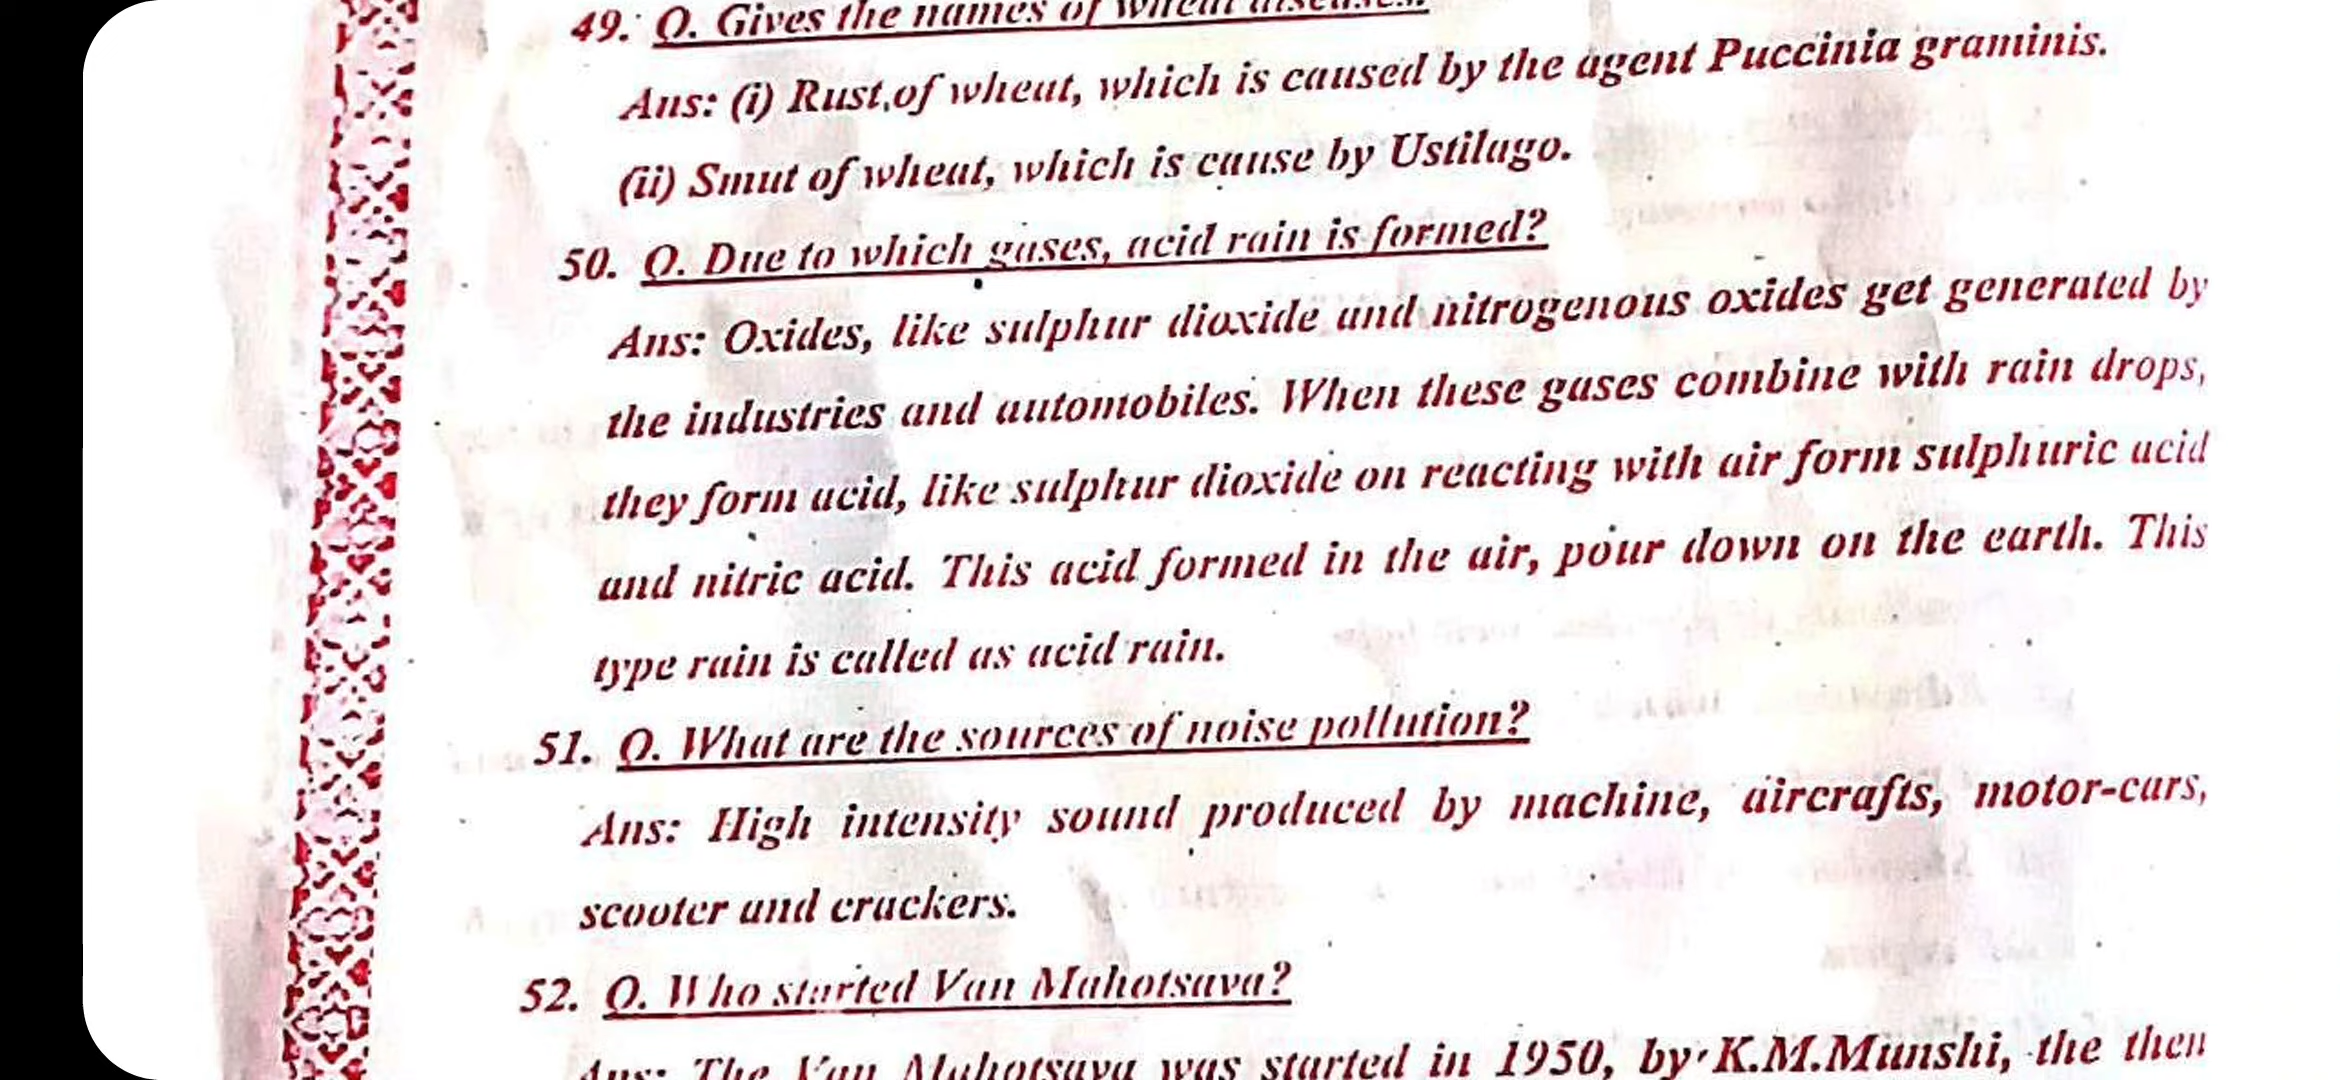 49. Q. Gives the names of wheat diseases.
Ans: (i) Rust of wheat, which is caused by the agent Puccinia graminis.
(ii) Smut of wheat, which is cause by Ustilago.
50. Q. Due to which gases, acid rain is formed?
Ans: Oxides, like sulphur dioxide and nitrogenous oxides get generated by
the industries and automobiles. When these gases combine with rain drops,
they form acid, like sulphur dioxide on reacting with air form sulphuric acid
and nitric acid. This acid formed in the air, pour down on the earth. This
type rain is called as acid rain.
51. Q. What are the sources of noise pollution?
Ans: High intensity sound produced by machine, aircrafts, motor-cars,
scooter and crackers.
52. Q. Who started Van Mahotsava?
Ans: The Van Mahotsava was started in 1950, by K.M.Munshi, the then